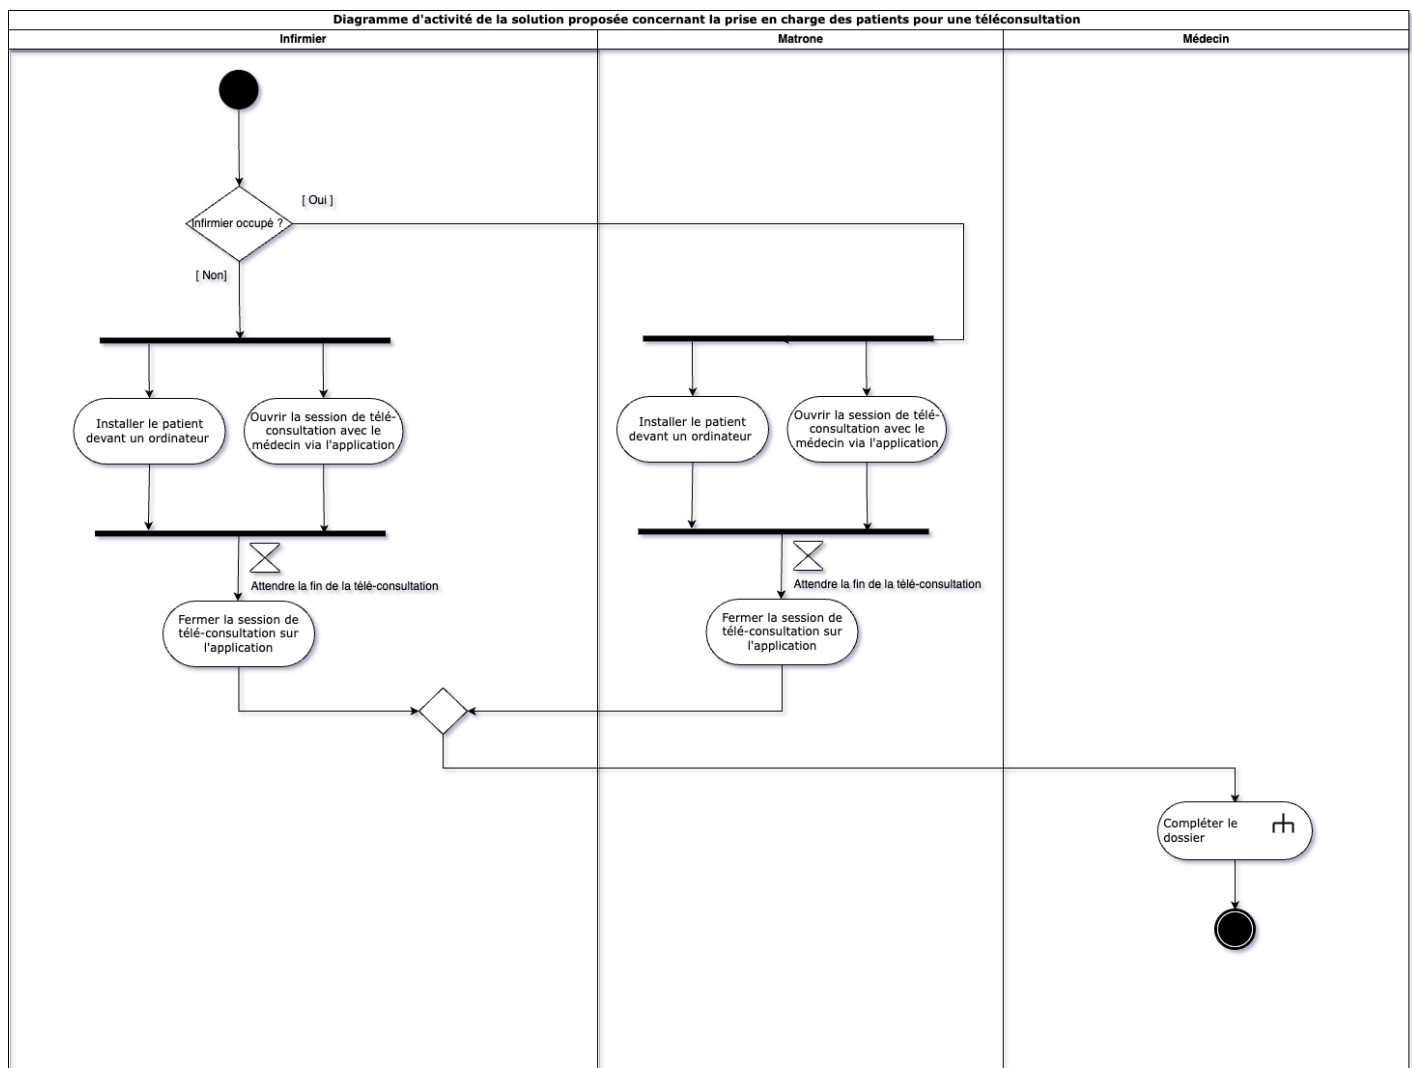 Diagramme d'activité de la solution proposée concernant la prise en charge des patients pour une téléconsultation
Infirmier
Matrone
Médecin
[ Oui ]
Infirmier occupé ?
[ Non]
Installer le patient
devant un ordinateur
Ouvrir la session de télé-
consultation avec le
médecin via l'application
Installer le patient
devant un ordinateur
Ouvrir la session de télé-
consultation avec le
médecin via l'application
Attendre la fin de la télé-consultation
Attendre la fin de la télé-consultation
Fermer la session de
télé-consultation sur
l'application
Fermer la session de
télé-consultation sur
l'application
Compléter le
dossier